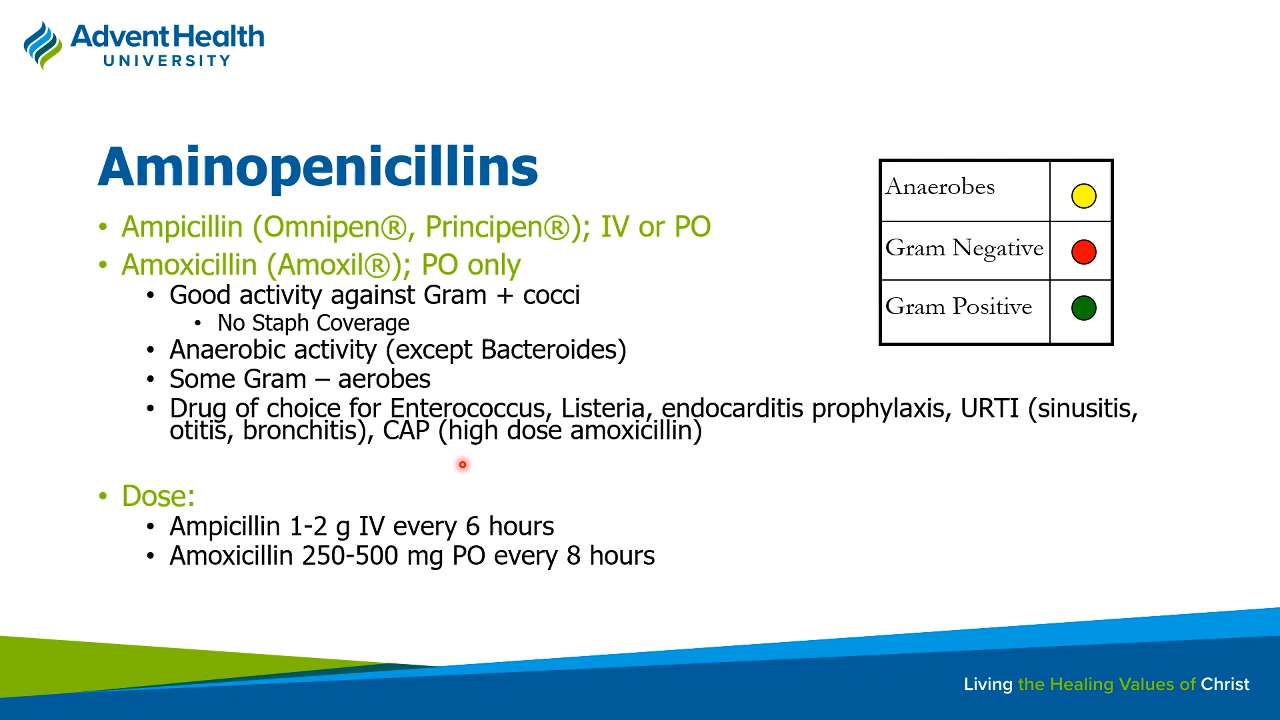 AdventHealth
UNIVERSITY
Aminopenicillins
• Ampicillin (Omnipen®, Principen®); IV or PO
• Amoxicillin (Amoxil®); PO only
• Good activity against Gram + cocci
• No Staph Coverage
• Anaerobic activity (except Bacteroides)
• Some Gram – aerobes
• Drug of choice for Enterococcus, Listeria, endocarditis prophylaxis, URTI (sinusitis,
otitis, bronchitis), CAP (high dose amoxicillin)
• Dose:
• Ampicillin 1-2 g IV every 6 hours
• Amoxicillin 250-500 mg PO every 8 hours
Anaerobes
Gram Negative
Gram Positive
Living the Healing Values of Christ